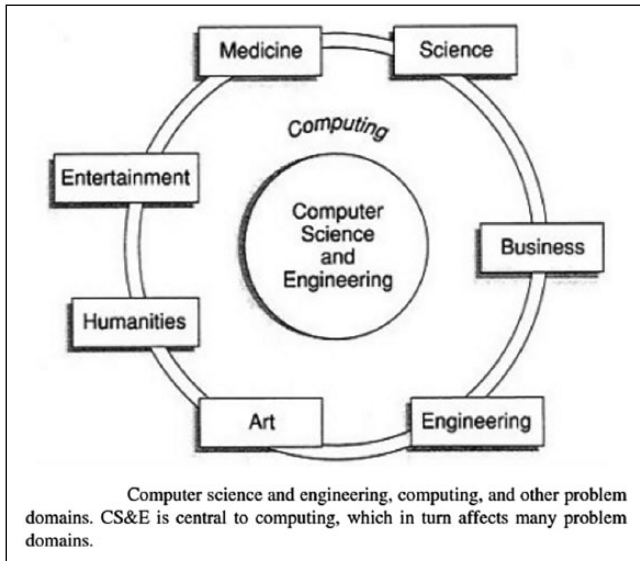 Medicine
Science
Computing
Entertainment
Computer
Science
and
Engineering
Business
Humanities
Art
Engineering
Computer science and engineering, computing, and other problem
domains. CS&E is central to computing, which in turn affects many problem
domains.